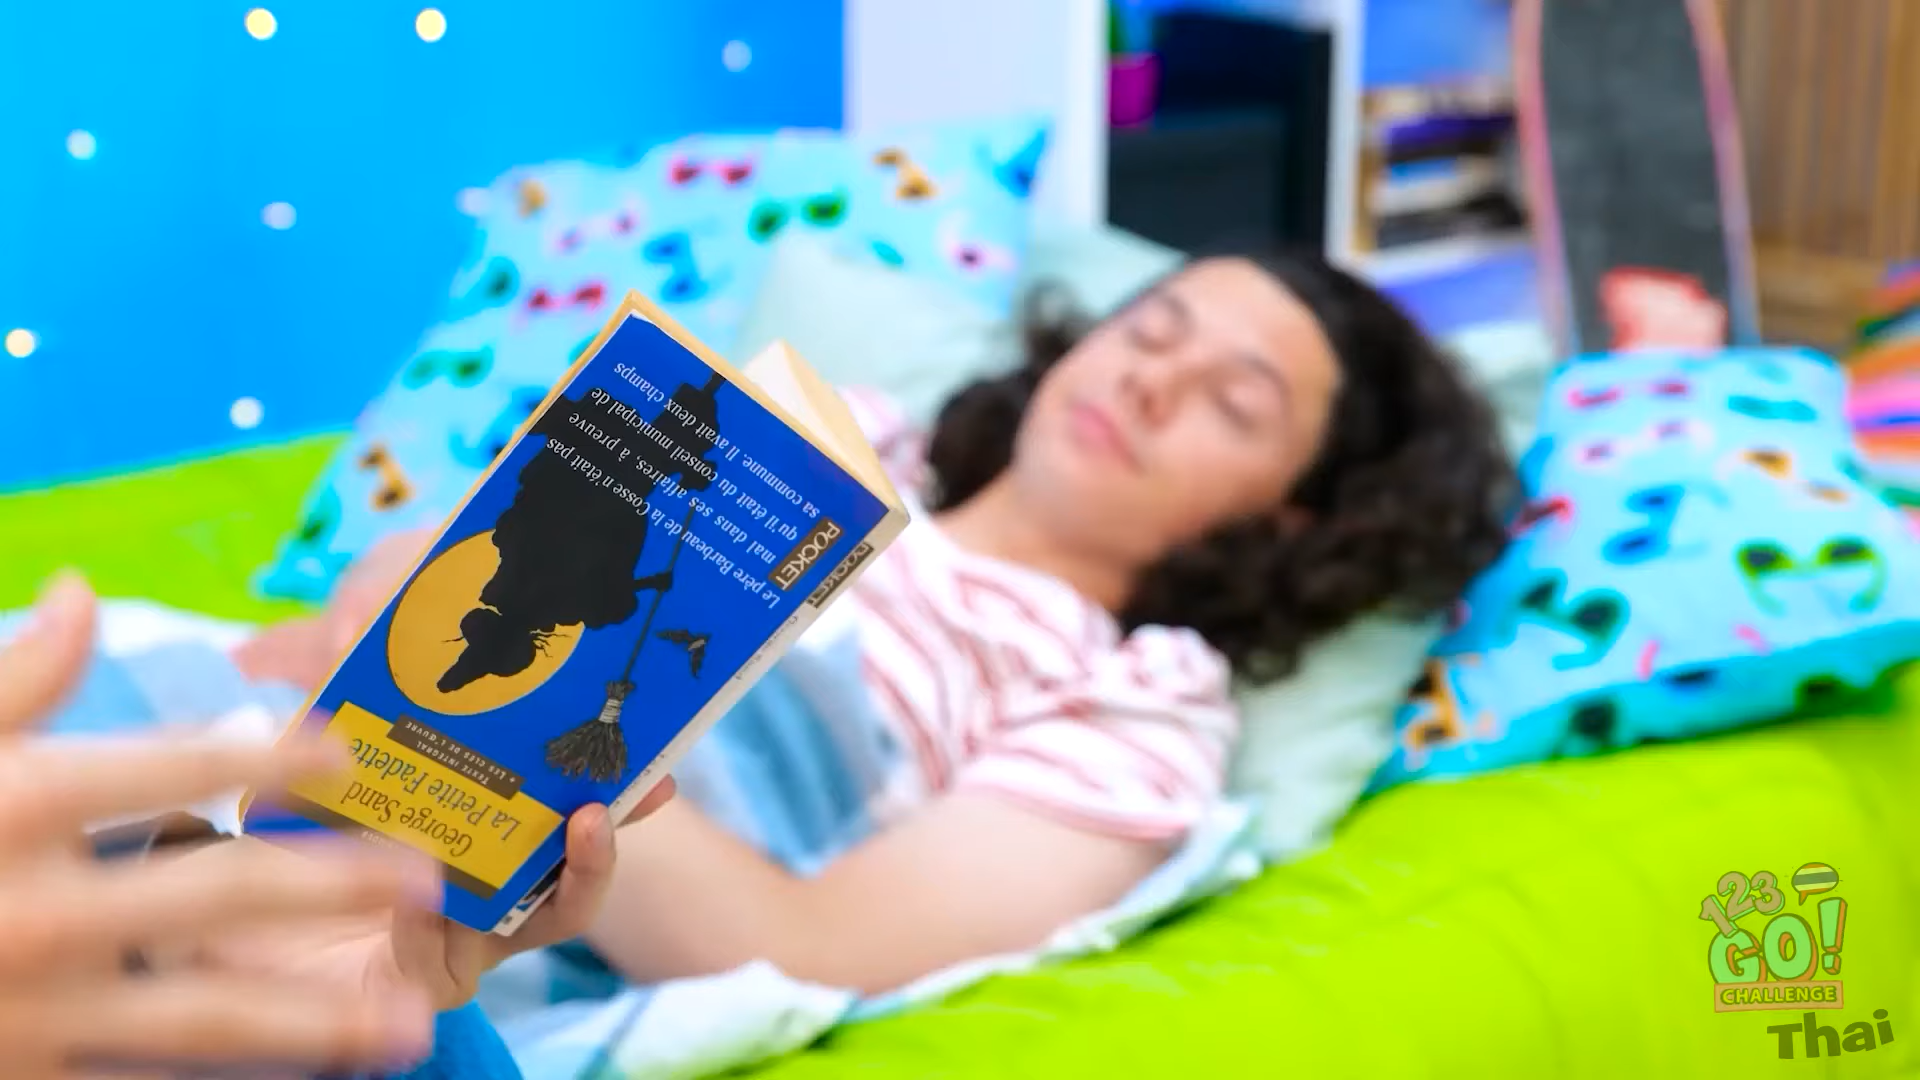 Le père Barbeau de la Cosse n'était pas
mal dans ses affaires, à preuve
qu'il était du conseil municipal de
sa commune. Il avait deux champs
POCKET
POCKET
TEXTE INTÉGRAL
+ LES CLÉS DE L'ŒUVRE
George Sand
La Petite Fadette
123
GO!
CHALLENGE
Thai